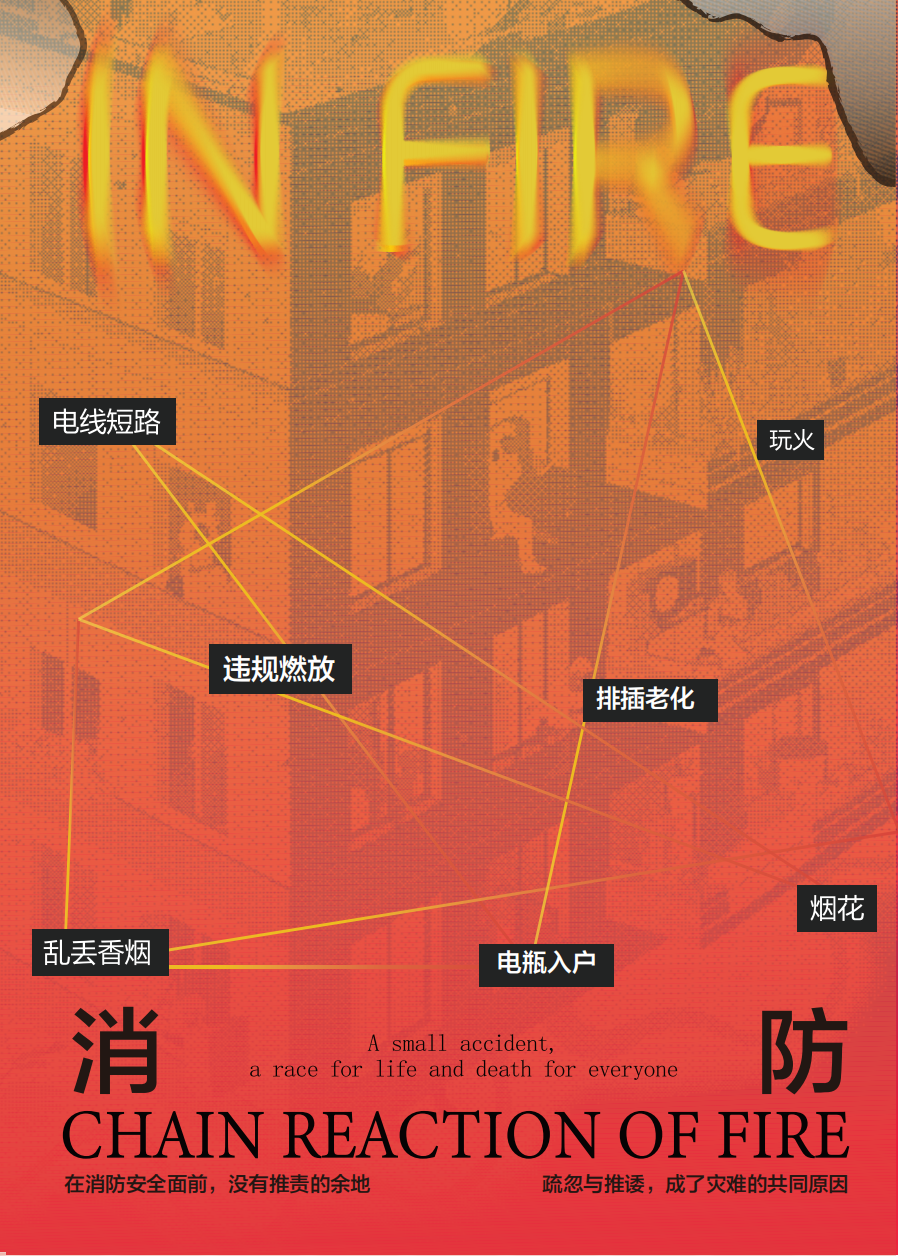 IN FIRE
电线短路
玩火
违规燃放
排插老化
烟花
乱丢香烟
电瓶入户
消
防
A small accident,
a race for life and death for everyone
CHAIN REACTION OF FIRE
在消防安全面前，没有推责的余地
疏忽与推诿，成了灾难的共同原因